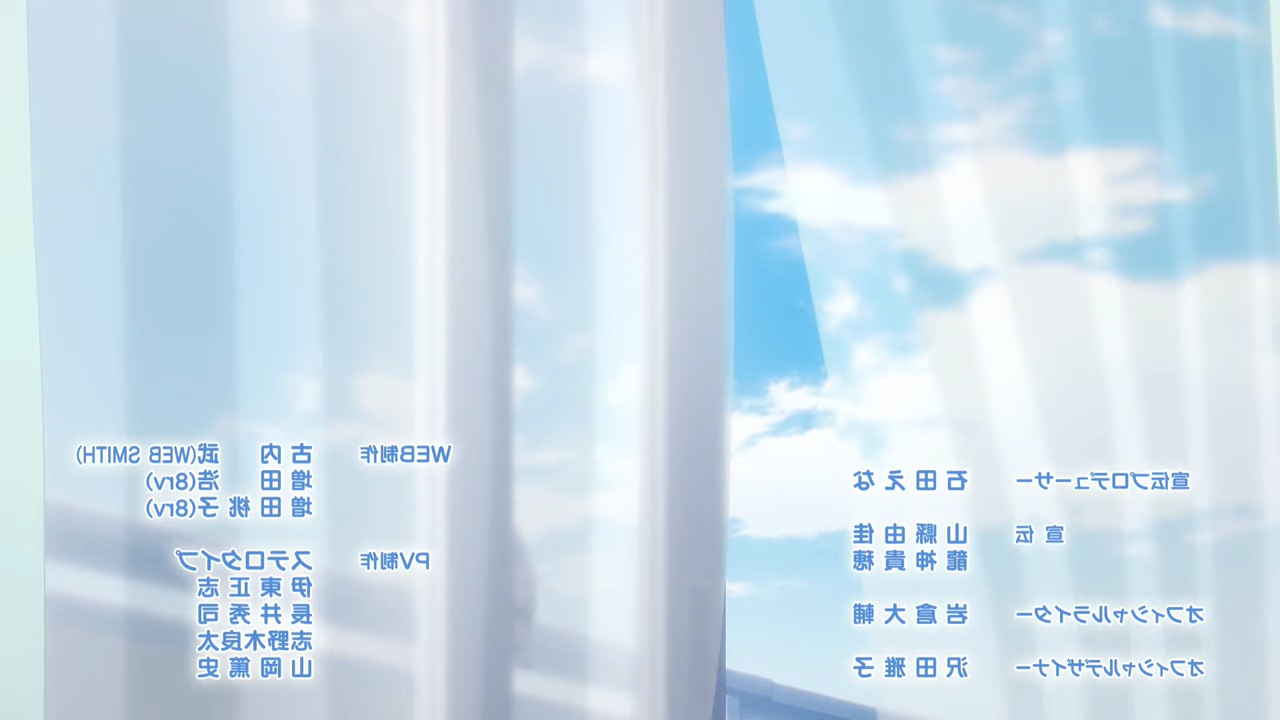 宣伝プロデューサー 石田えな
宣伝 山縣由佳
龍神貴穂
オフィシャルライター 岩倉大輔
オフィシャルデザイナー 沢田雅子
WEB制作 古内 武(WEB SMITH)
増田 浩(8rv)
増田桃子(8rv)
PV制作 ステロタイプ
伊東正志
長井秀司
志野木良太
山岡篤史